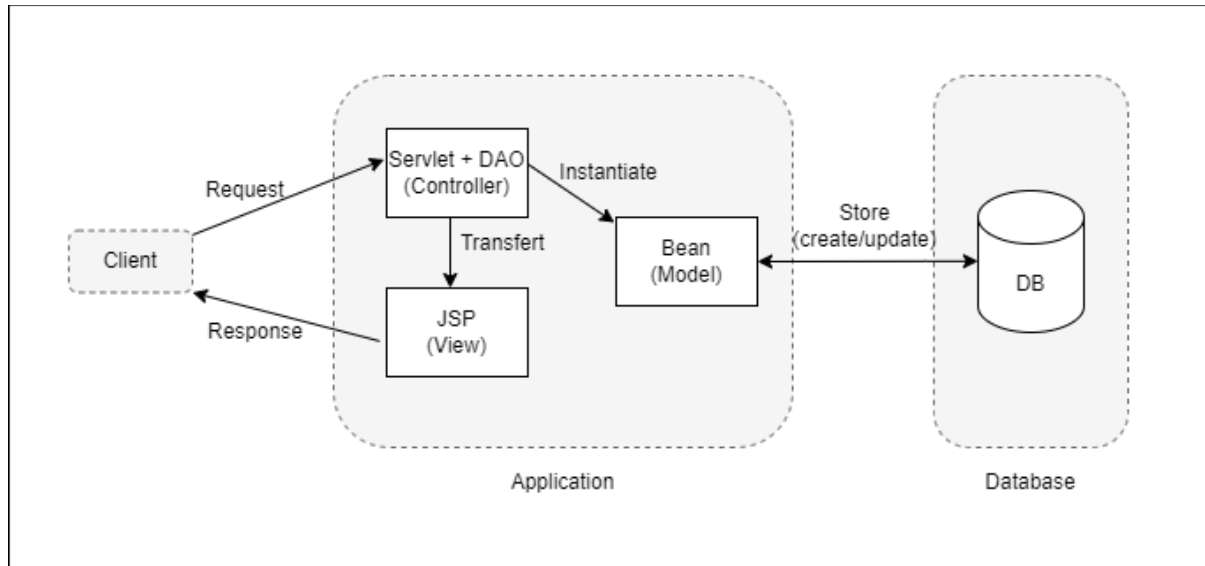 Servlet + DAO
(Controller)
Instantiate
Request
Store
(create/update)
Transfert
Bean
(Model)
Client
DB
JSP
(View)
Response
Application
Database